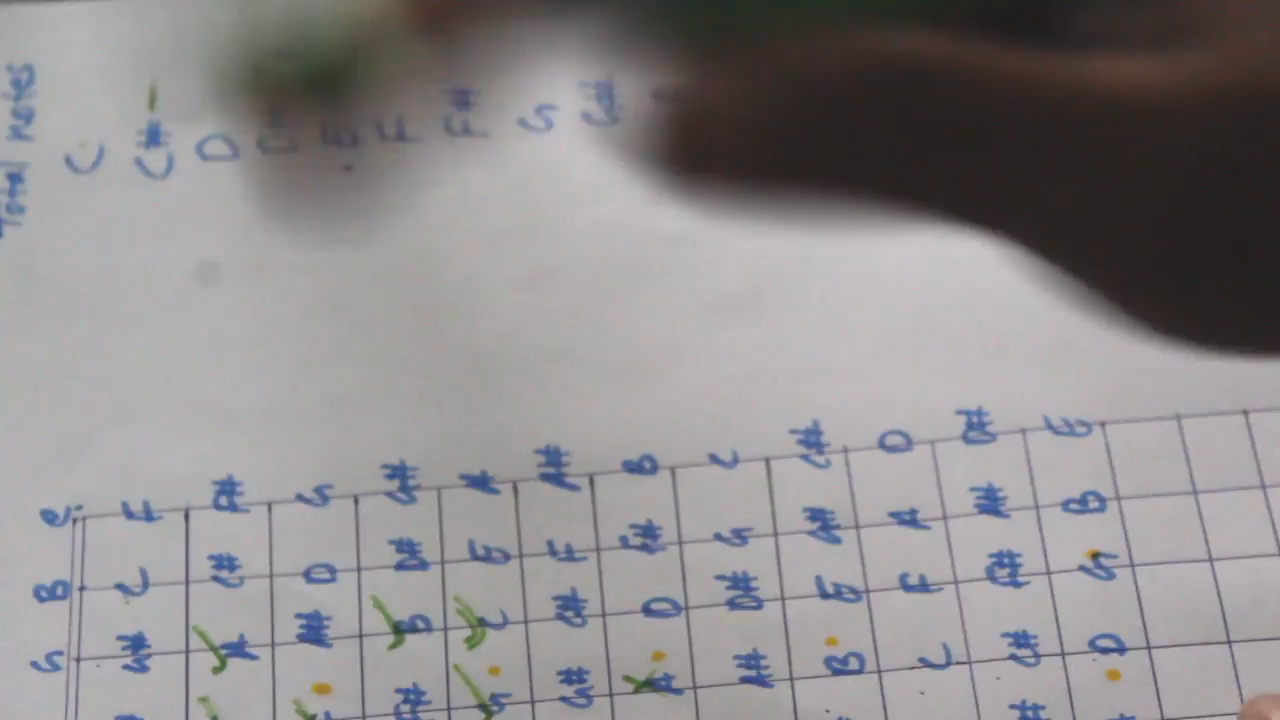 Total notes
C C# D D E F F# G G#
e F F# G G# A A# B C C# D D# E
B C C# D D# E F F# G G# A A# B
G G# A A# B C C# D D# E F F# G
F# G G# A A# B C C# D